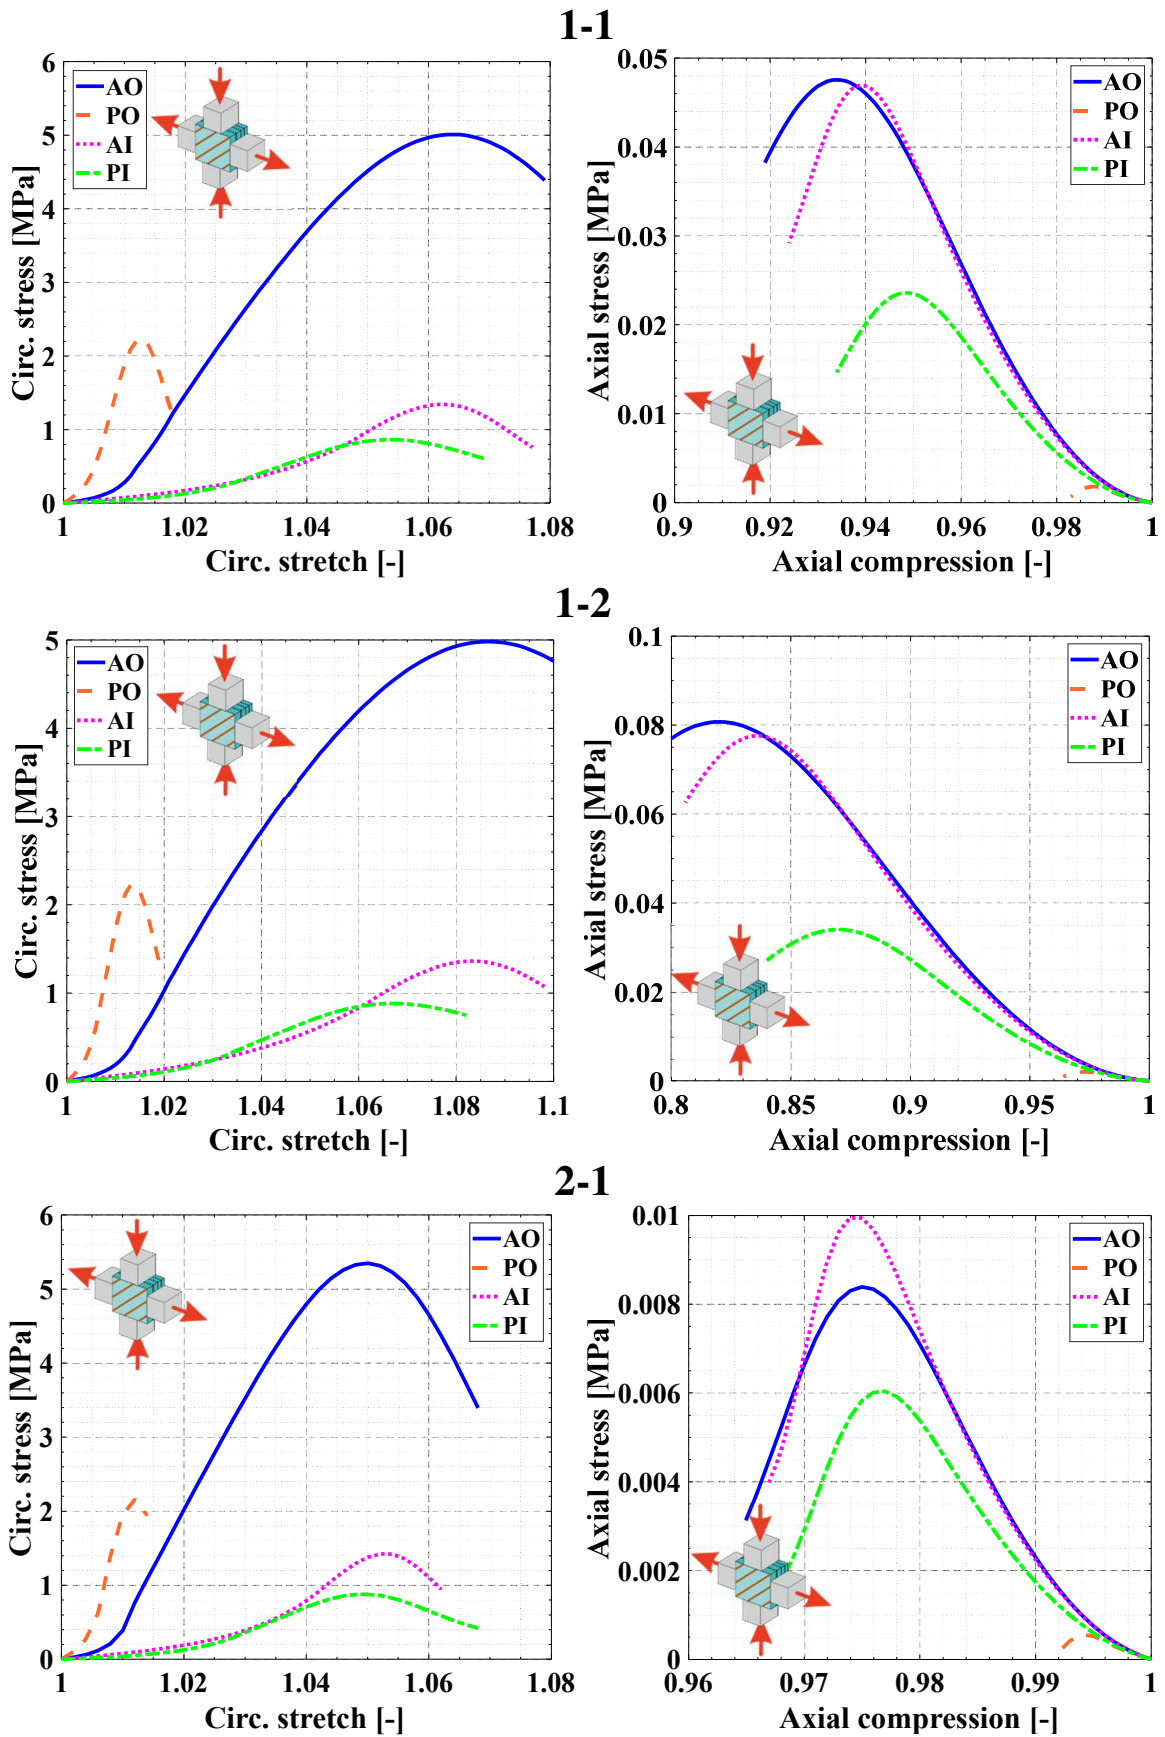 1-1
6
5
4
3
2
1
0
Circ. stress [MPa]
AO
PO
AI
PI
1 1.02 1.04 1.06 1.08
Circ. stretch [-]
0.05
0.04
0.03
0.02
0.01
0
Axial stress [MPa]
AO
PO
AI
PI
0.9 0.92 0.94 0.96 0.98 1
Axial compression [-]
1-2
5
4
3
2
1
0
Circ. stress [MPa]
AO
PO
AI
PI
1 1.02 1.04 1.06 1.08 1.1
Circ. stretch [-]
0.1
0.08
0.06
0.04
0.02
0
Axial stress [MPa]
AO
PO
AI
PI
0.8 0.85 0.9 0.95 1
Axial compression [-]
2-1
6
5
4
3
2
1
0
Circ. stress [MPa]
AO
PO
AI
PI
1 1.02 1.04 1.06 1.08
Circ. stretch [-]
0.01
0.008
0.006
0.004
0.002
0
Axial stress [MPa]
AO
PO
AI
PI
0.96 0.97 0.98 0.99 1
Axial compression [-]